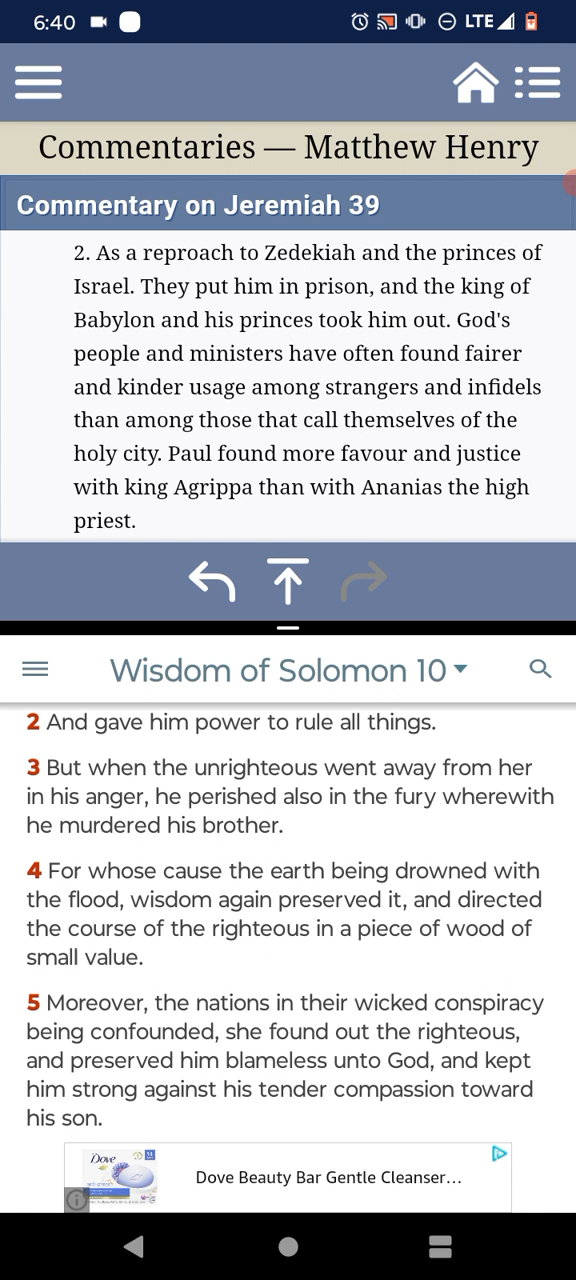 6:40
LTE
Commentaries — Matthew Henry
Commentary on Jeremiah 39
2. As a reproach to Zedekiah and the princes of
Israel. They put him in prison, and the king of
Babylon and his princes took him out. God's
people and ministers have often found fairer
and kinder usage among strangers and infidels
than among those that call themselves of the
holy city. Paul found more favour and justice
with king Agrippa than with Ananias the high
priest.
Wisdom of Solomon 10
2 And gave him power to rule all things.
3 But when the unrighteous went away from her
in his anger, he perished also in the fury wherewith
he murdered his brother.
4 For whose cause the earth being drowned with
the flood, wisdom again preserved it, and directed
the course of the righteous in a piece of wood of
small value.
5 Moreover, the nations in their wicked conspiracy
being confounded, she found out the righteous,
and preserved him blameless unto God, and kept
him strong against his tender compassion toward
his son.
Dove
Dove Beauty Bar Gentle Cleanser...